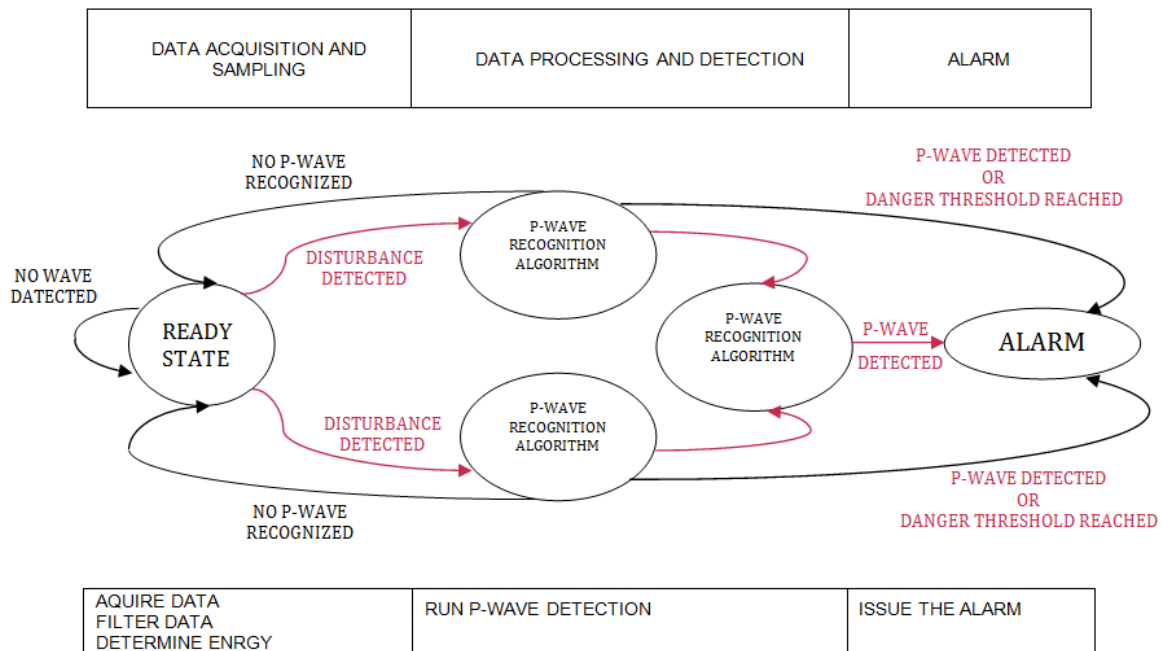 DATA ACQUISITION AND
SAMPLING
DATA PROCESSING AND DETECTION
ALARM
NO P-WAVE
RECOGNIZED
P-WAVE DETECTED
OR
DANGER THRESHOLD REACHED
P-WAVE
RECOGNITION
ALGORITHM
DISTURBANCE
DETECTED
NO WAVE
DATECTED
READY
STATE
P-WAVE
RECOGNITION
ALGORITHM
P-WAVE
DETECTED
ALARM
DISTURBANCE
DETECTED
P-WAVE
RECOGNITION
ALGORITHM
NO P-WAVE
RECOGNIZED
P-WAVE DETECTED
OR
DANGER THRESHOLD REACHED
AQUIRE DATA
FILTER DATA
DETERMINE ENRGY
RUN P-WAVE DETECTION
ISSUE THE ALARM